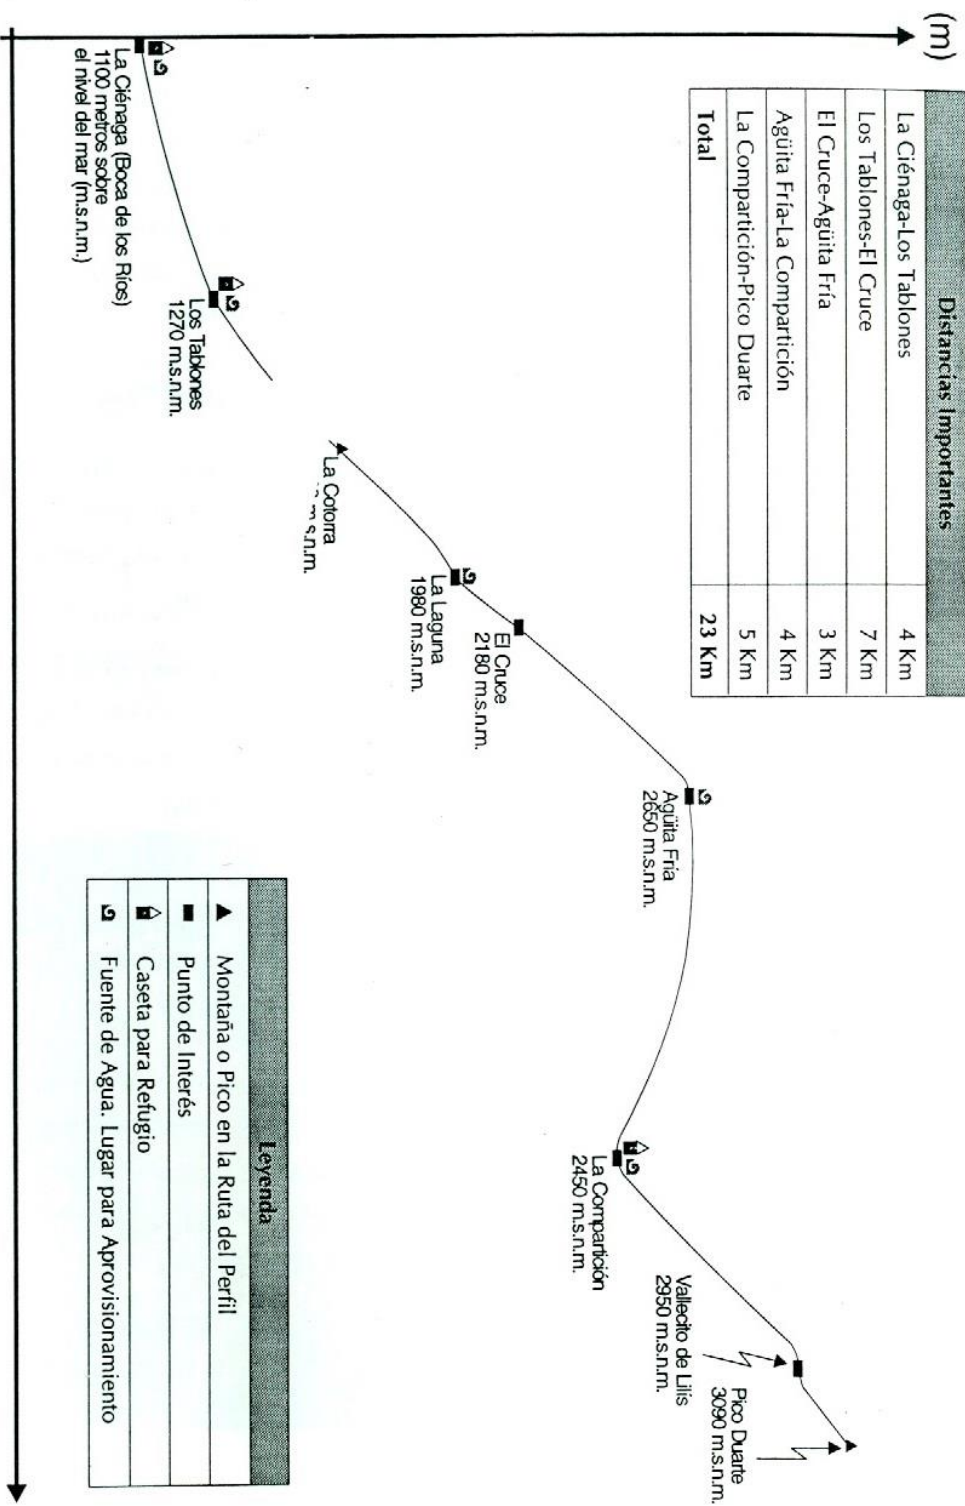 (m)
Distancias Importantes
La Ciénaga-Los Tablones 4 Km
Los Tablones-El Cruce 7 Km
El Cruce-Agüita Fría 3 Km
Agüita Fría-La Compartición 4 Km
La Compartición-Pico Duarte 5 Km
Total 23 Km
La Ciénaga (Boca de los Ríos)
1100 metros sobre
el nivel del mar (m.s.n.m.)
Los Tablones
1270 m.s.n.m.
La Cotorra
m.s.n.m.
La Laguna
1980 m.s.n.m.
El Cruce
2180 m.s.n.m.
Agüita Fria
2650 m.s.n.m.
La Compartición
2450 m.s.n.m.
Vallecito de Lilís
2950 m.s.n.m.
Pico Duarte
3090 m.s.n.m.
Leyenda
Montaña o Pico en la Ruta del Perfil
Punto de Interés
Caseta para Refugio
Fuente de Agua. Lugar para Aprovisionamiento